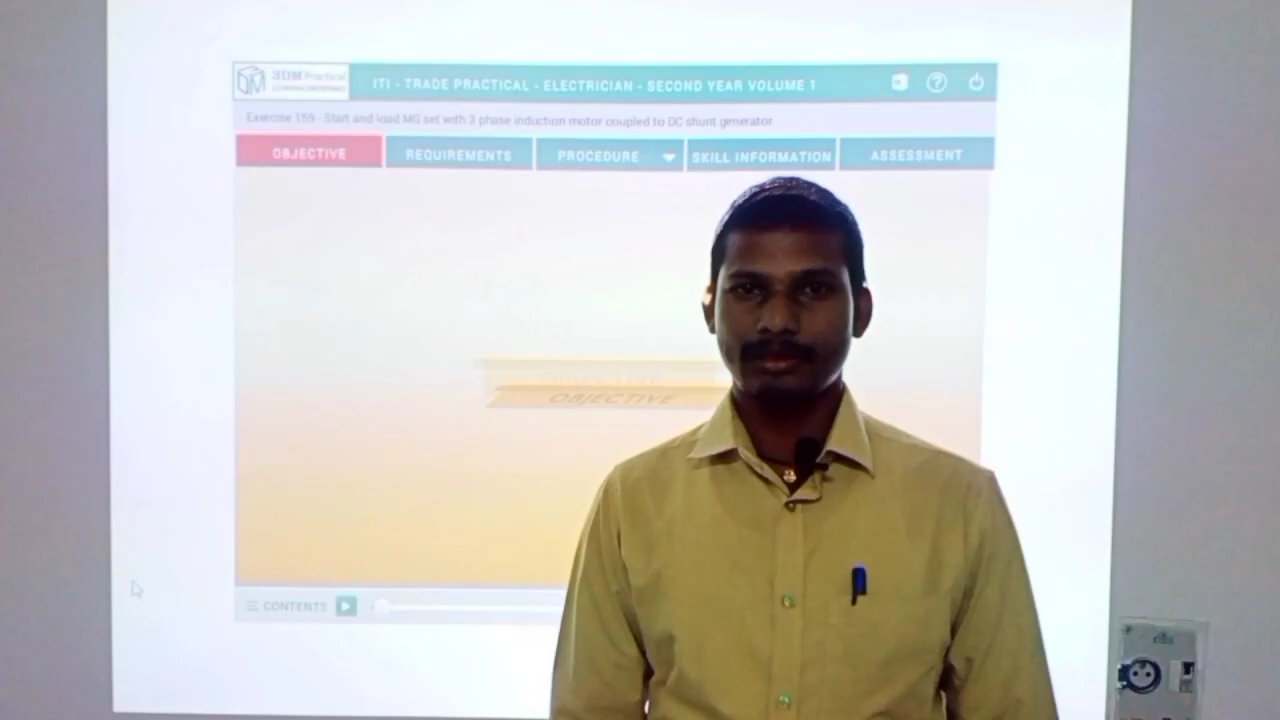 3DM Practical
ITI - TRADE PRACTICAL - ELECTRICIAN - SECOND YEAR VOLUME 1
Exercise 159 - Start and load MG set with 3 phase induction motor coupled to DC shunt generator
OBJECTIVE
REQUIREMENTS
PROCEDURE
SKILL INFORMATION
ASSESSMENT
OBJECTIVE
CONTENTS